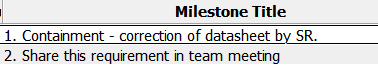 Milestone Title
1. Containment - correction of datasheet by SR.
2. Share this requirement in team meeting